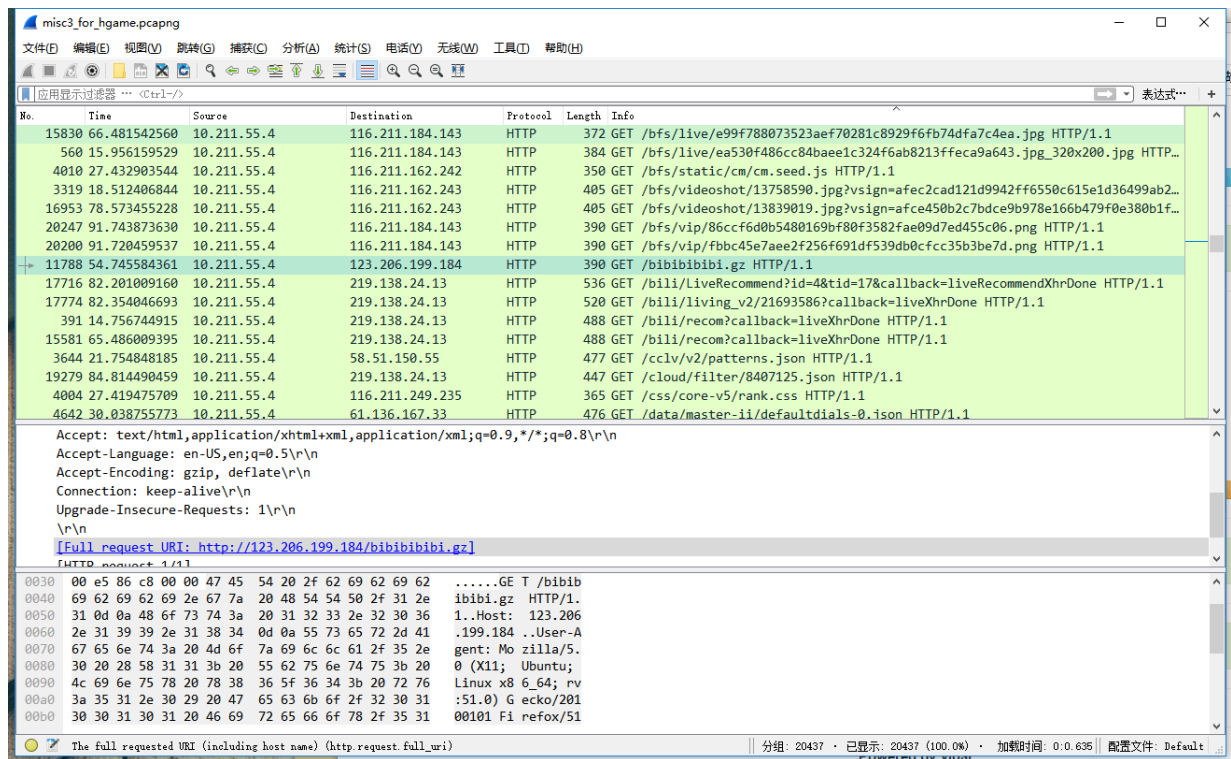 misc3_for_hgame.pcapng
文件(F) 编辑(E) 视图(V) 跳转(G) 捕获(C) 分析(A) 统计(S) 电话(Y) 无线(W) 工具(T) 帮助(H)
应用显示过滤器 … <Ctrl-/> 表达式… +
No. Time Source Destination Protocol Length Info
15830 66.481542560 10.211.55.4 116.211.184.143 HTTP 372 GET /bfs/live/e99f788073523aef70281c8929f6fb74dfa7c4ea.jpg HTTP/1.1
560 15.956159529 10.211.55.4 116.211.184.143 HTTP 384 GET /bfs/live/ea530f486cc84baee1c324f6ab8213ffeca9a643.jpg_320x200.jpg HTTP…
4010 27.432903544 10.211.55.4 116.211.162.242 HTTP 350 GET /bfs/static/cm/cm.seed.js HTTP/1.1
3319 18.512406844 10.211.55.4 116.211.162.243 HTTP 405 GET /bfs/videoshot/13758590.jpg?vsign=afec2cad121d9942ff6550c615e1d36499ab2…
16953 78.573455228 10.211.55.4 116.211.162.243 HTTP 405 GET /bfs/videoshot/13839019.jpg?vsign=afce450b2c7bdce9b978e166b479f0e380b1f…
20247 91.743873630 10.211.55.4 116.211.184.143 HTTP 390 GET /bfs/vip/86ccf6d0b5480169bf80f3582fae09d7ed455c06.png HTTP/1.1
20200 91.720459537 10.211.55.4 116.211.184.143 HTTP 390 GET /bfs/vip/fbbc45e7aee2f256f691df539db0cfcc35b3be7d.png HTTP/1.1
11788 54.745584361 10.211.55.4 123.206.199.184 HTTP 390 GET /bibibibibi.gz HTTP/1.1
17716 82.201009160 10.211.55.4 219.138.24.13 HTTP 536 GET /bili/LiveRecommend?id=4&tid=17&callback=liveRecommendXhrDone HTTP/1.1
17774 82.354046693 10.211.55.4 219.138.24.13 HTTP 520 GET /bili/living_v2/21693586?callback=liveXhrDone HTTP/1.1
391 14.756744915 10.211.55.4 219.138.24.13 HTTP 488 GET /bili/recom?callback=liveXhrDone HTTP/1.1
15581 65.486009395 10.211.55.4 219.138.24.13 HTTP 488 GET /bili/recom?callback=liveXhrDone HTTP/1.1
3644 21.754848185 10.211.55.4 58.51.150.55 HTTP 477 GET /cclv/v2/patterns.json HTTP/1.1
19279 84.814490459 10.211.55.4 219.138.24.13 HTTP 447 GET /cloud/filter/8407125.json HTTP/1.1
4004 27.419475709 10.211.55.4 116.211.249.235 HTTP 365 GET /css/core-v5/rank.css HTTP/1.1
4642 30.038755773 10.211.55.4 61.136.167.33 HTTP 476 GET /data/master-ii/defaultdials-0.json HTTP/1.1
Accept: text/html,application/xhtml+xml,application/xml;q=0.9,*/*;q=0.8\r\n
Accept-Language: en-US,en;q=0.5\r\n
Accept-Encoding: gzip, deflate\r\n
Connection: keep-alive\r\n
Upgrade-Insecure-Requests: 1\r\n
\r\n
[Full request URI: http://123.206.199.184/bibibibibi.gz]
[HTTP request 1/1]
0030 00 e5 86 c8 00 00 47 45 54 20 2f 62 69 62 69 62 ......GE T /bibib
0040 69 62 69 62 69 2e 67 7a 20 48 54 54 50 2f 31 2e ibibi.gz HTTP/1.
0050 31 0d 0a 48 6f 73 74 3a 20 31 32 33 2e 32 30 36 1..Host: 123.206
0060 2e 31 39 39 2e 31 38 34 0d 0a 55 73 65 72 2d 41 .199.184 ..User-A
0070 67 65 6e 74 3a 20 4d 6f 7a 69 6c 6c 61 2f 35 2e gent: Mo zilla/5.
0080 30 20 28 58 31 31 3b 20 55 62 75 6e 74 75 3b 20 0 (X11; Ubuntu;
0090 4c 69 6e 75 78 20 78 38 36 5f 36 34 3b 20 72 76 Linux x8 6_64; rv
00a0 3a 35 31 2e 30 29 20 47 65 63 6b 6f 2f 32 30 31 :51.0) G ecko/201
00b0 30 30 31 30 31 20 46 69 72 65 66 6f 78 2f 35 31 00101 Fi refox/51
The full requested URI (including host name) (http.request.full_uri) 分组: 20437 · 已显示: 20437 (100.0%) · 加载时间: 0:0.635 配置文件: Default